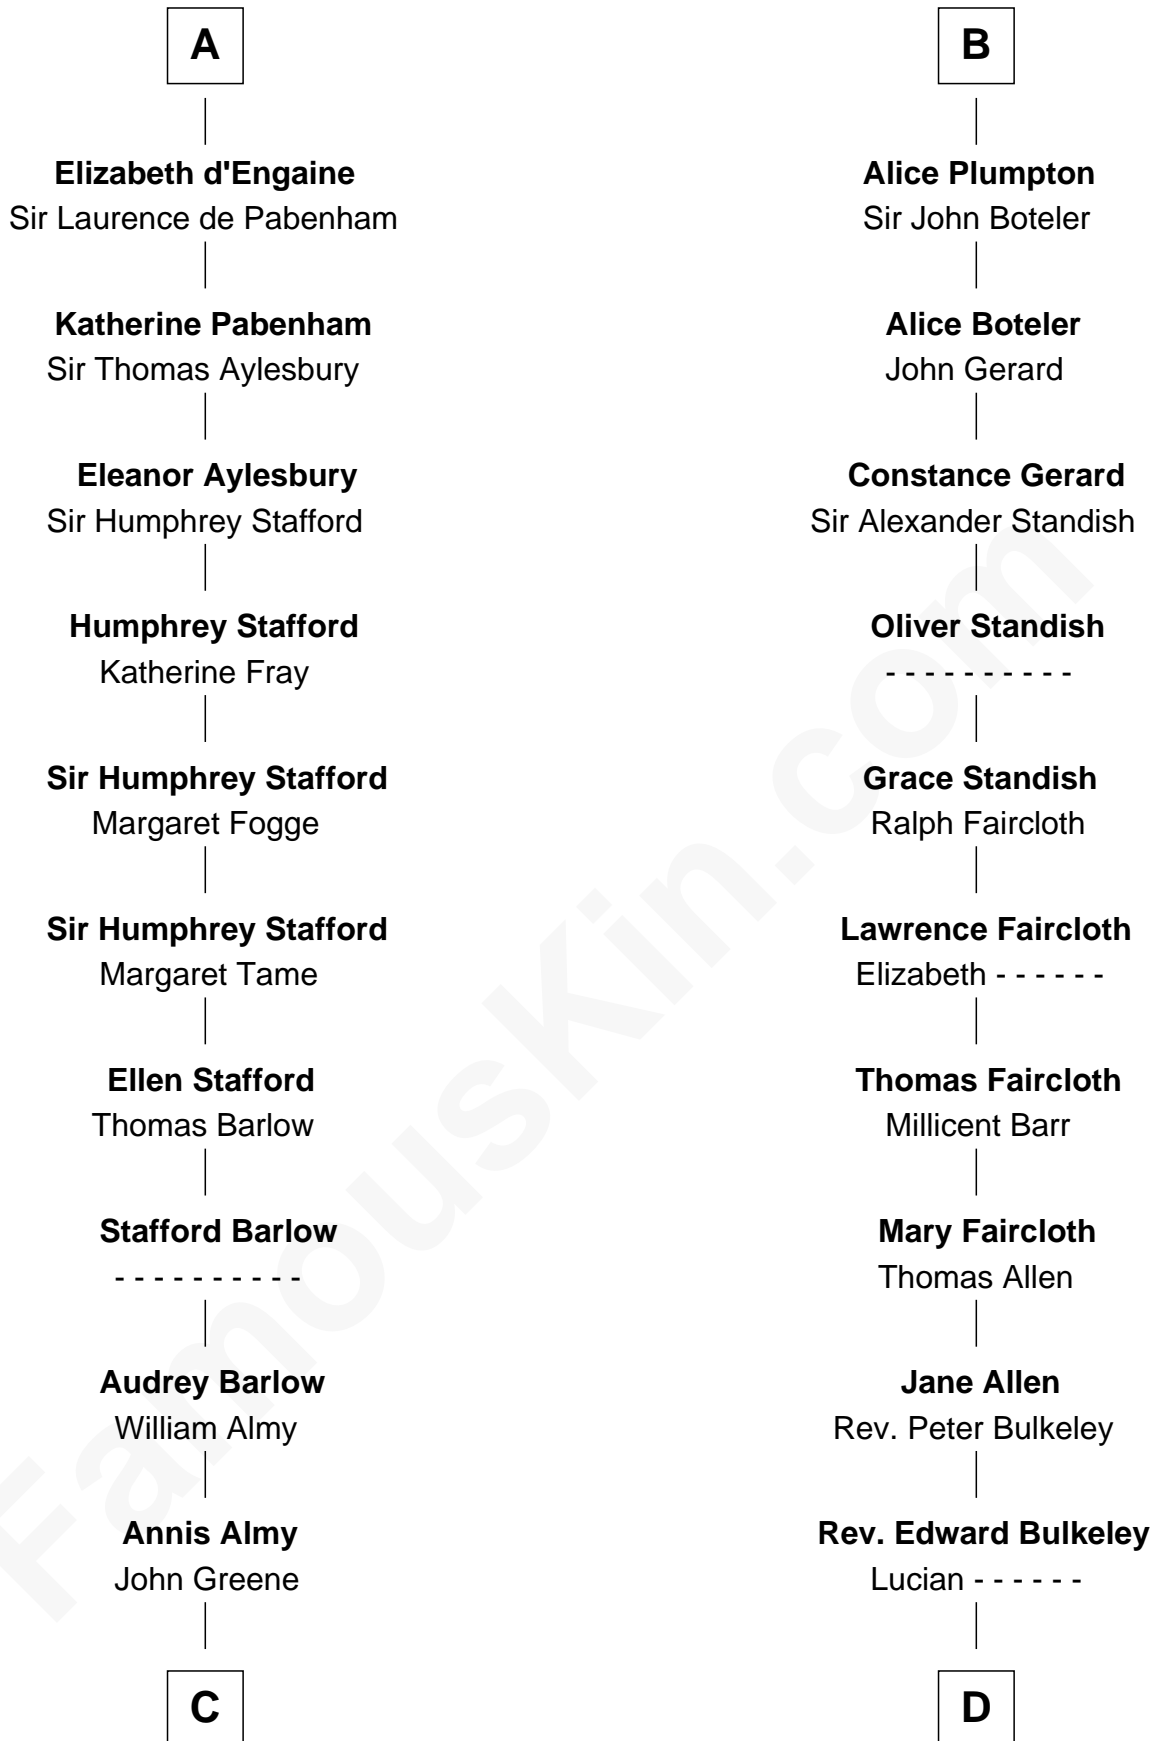 A
Elizabeth d'Engaine
Sir Laurence de Pabenham
Katherine Pabenham
Sir Thomas Aylesbury
Eleanor Aylesbury
Sir Humphrey Stafford
Humphrey Stafford
Katherine Fray
Sir Humphrey Stafford
Margaret Fogge
Sir Humphrey Stafford
Margaret Tame
Ellen Stafford
Thomas Barlow
Stafford Barlow
- - - - - - - - - -
Audrey Barlow
William Almy
Annis Almy
John Greene
C
B
Alice Plumpton
Sir John Boteler
Alice Boteler
John Gerard
Constance Gerard
Sir Alexander Standish
Oliver Standish
- - - - - - - - - -
Grace Standish
Ralph Faircloth
Lawrence Faircloth
Elizabeth - - - - - -
Thomas Faircloth
Millicent Barr
Mary Faircloth
Thomas Allen
Jane Allen
Rev. Peter Bulkeley
Rev. Edward Bulkeley
Lucian - - - - - -
D
FamousKin.com